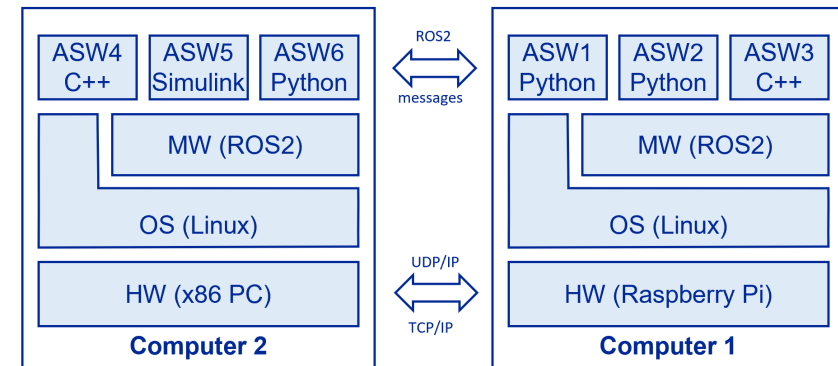 ASW4
C++
ASW5
Simulink
ASW6
Python
MW (ROS2)
OS (Linux)
HW (x86 PC)
Computer 2
ROS2
messages
UDP/IP
TCP/IP
ASW1
Python
ASW2
Python
ASW3
C++
MW (ROS2)
OS (Linux)
HW (Raspberry Pi)
Computer 1